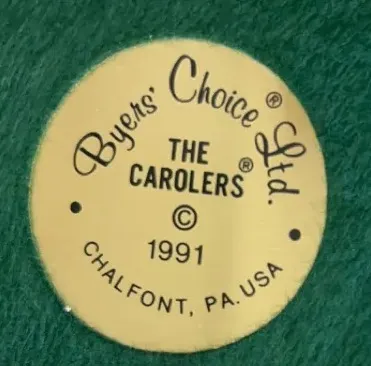 Byers' Choice® Ltd.
THE
CAROLERS®
©
1991
CHALFONT, PA. USA